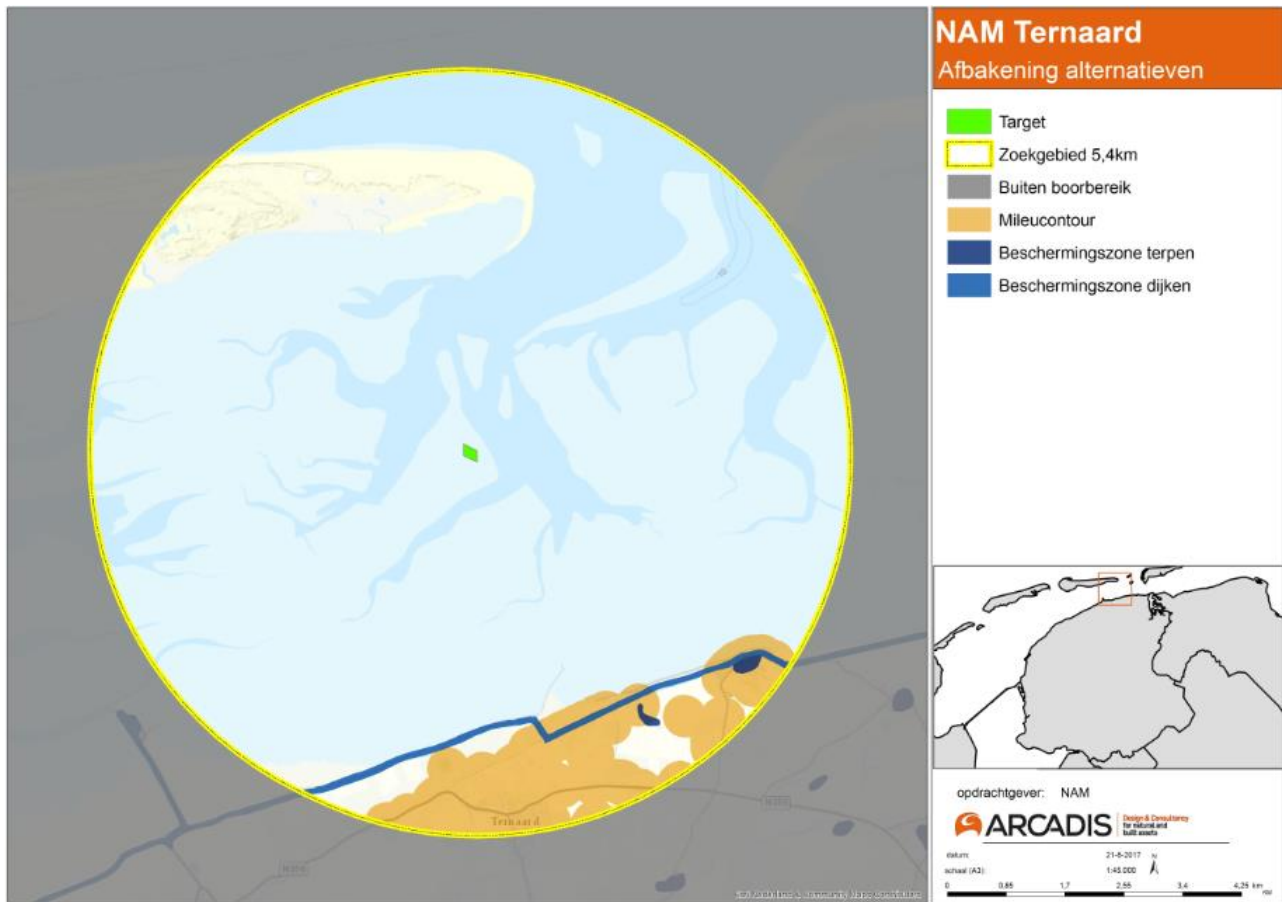 NAM Ternaard
Afbakening alternatieven
Target
Zoekgebied 5,4km
Buiten boorbereik
Mileucontour
Beschermingszone terpen
Beschermingszone dijken
Ternaard
opdrachtgever: NAM
ARCADIS
Design & Consultancy
for natural and
built assets
datum: 21-6-2017 N
schaal (A3): 1:45.000
0 0,85 1,7 2,55 3,4 4,25 km